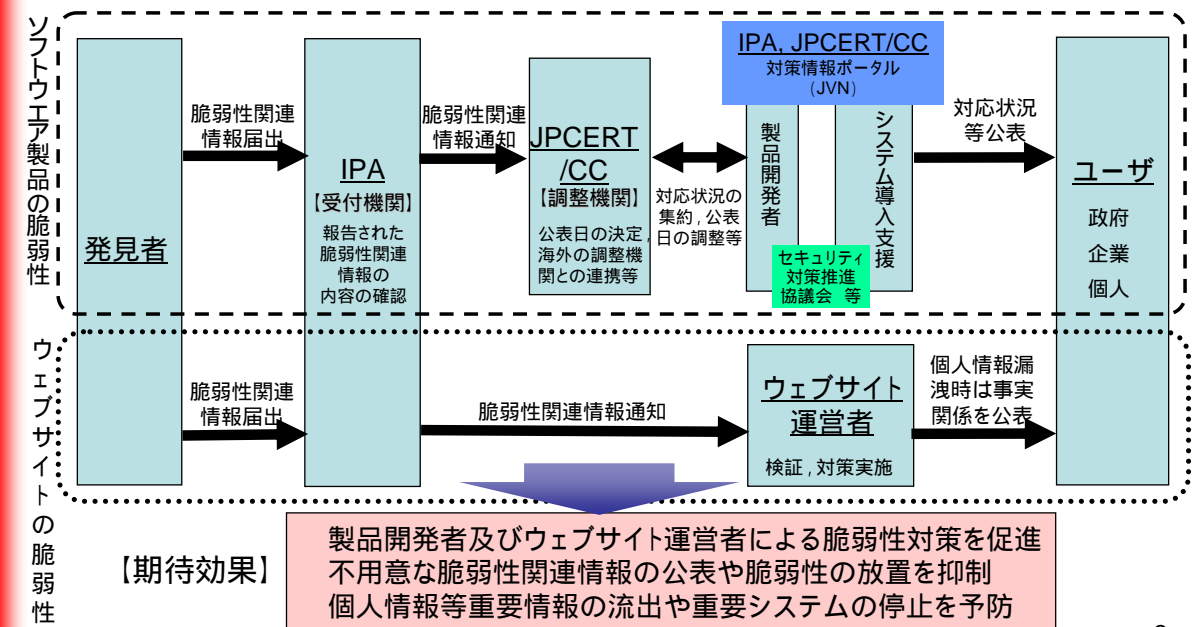 ソフトウエア製品の脆弱性
発見者
脆弱性関連
情報届出
IPA
【受付機関】
報告された
脆弱性関連
情報の
内容の確認
脆弱性関連
情報通知
JPCERT
/CC
【調整機関】
公表日の決定,
海外の調整機
関との連携等
対応状況の
集約,公表
日の調整等
IPA, JPCERT/CC
対策情報ポータル
(JVN)
製品開発者
システム導入支援
セキュリティ
対策推進
協議会 等
対応状況
等公表
ユーザ
政府
企業
個人
ウェブサイトの脆弱性
脆弱性関連
情報届出
脆弱性関連情報通知
ウェブサイト
運営者
検証,対策実施
個人情報漏
洩時は事実
関係を公表
【期待効果】
製品開発者及びウェブサイト運営者による脆弱性対策を促進
不用意な脆弱性関連情報の公表や脆弱性の放置を抑制
個人情報等重要情報の流出や重要システムの停止を予防